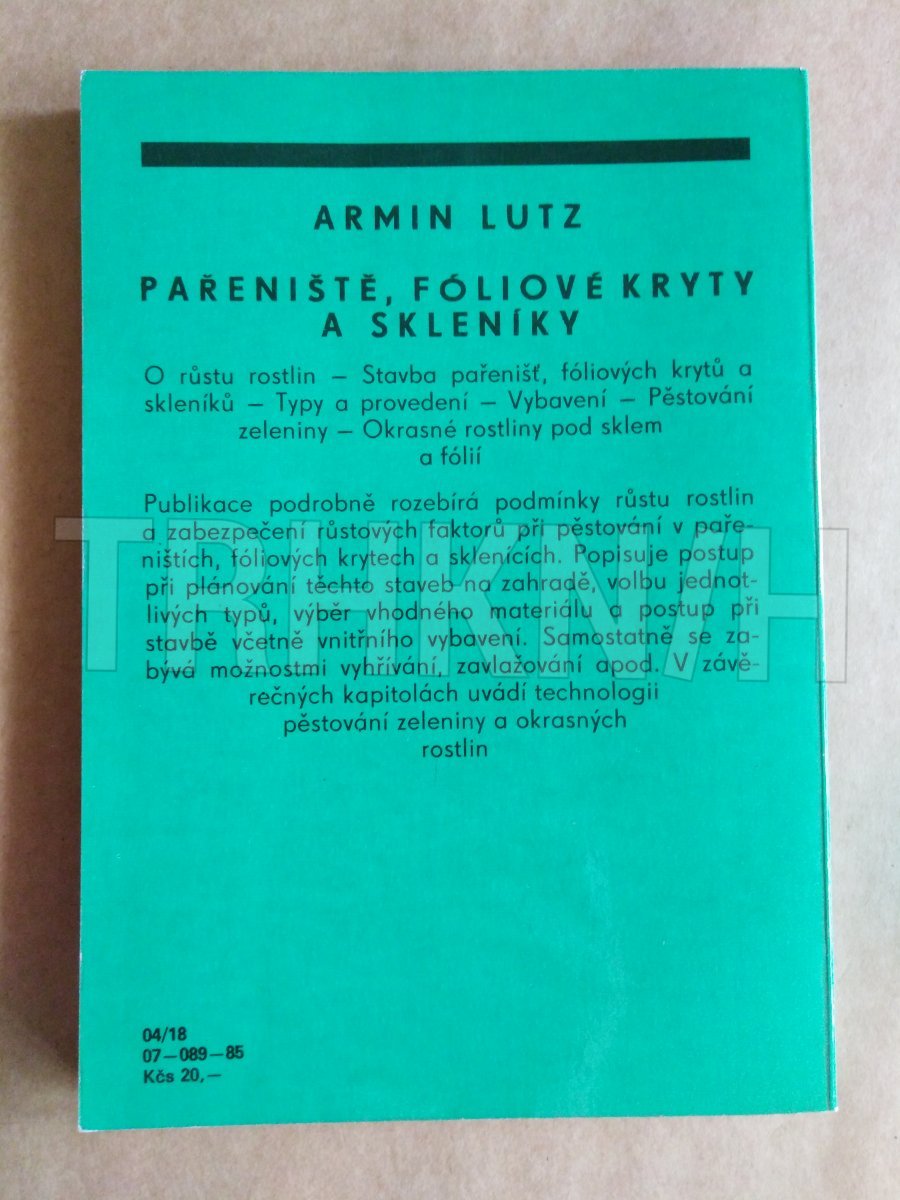 ARMIN LUTZ
PAŘENIŠTĚ, FÓLIOVÉ KRYTY
A SKLENÍKY
O růstu rostlin – Stavba pařenišť, fóliových krytů a
skleníků – Typy a provedení – Vybavení – Pěstování
zeleniny – Okrasné rostliny pod sklem
a fólií
Publikace podrobně rozebírá podmínky růstu rostlin
a zabezpečení růstových faktorů při pěstování v paře-
ništích, fóliových krytech a sklenících. Popisuje postup
při plánování těchto staveb na zahradě, volbu jednot-
livých typů, výběr vhodného materiálu a postup při
stavbě včetně vnitřního vybavení. Samostatně se za-
bývá možnostmi vyhřívání, zavlažování apod. V závě-
rečných kapitolách uvádí technologii
pěstování zeleniny a okrasných
rostlin
TRHKNIH
04/18
07–089–85
Kčs 20,–